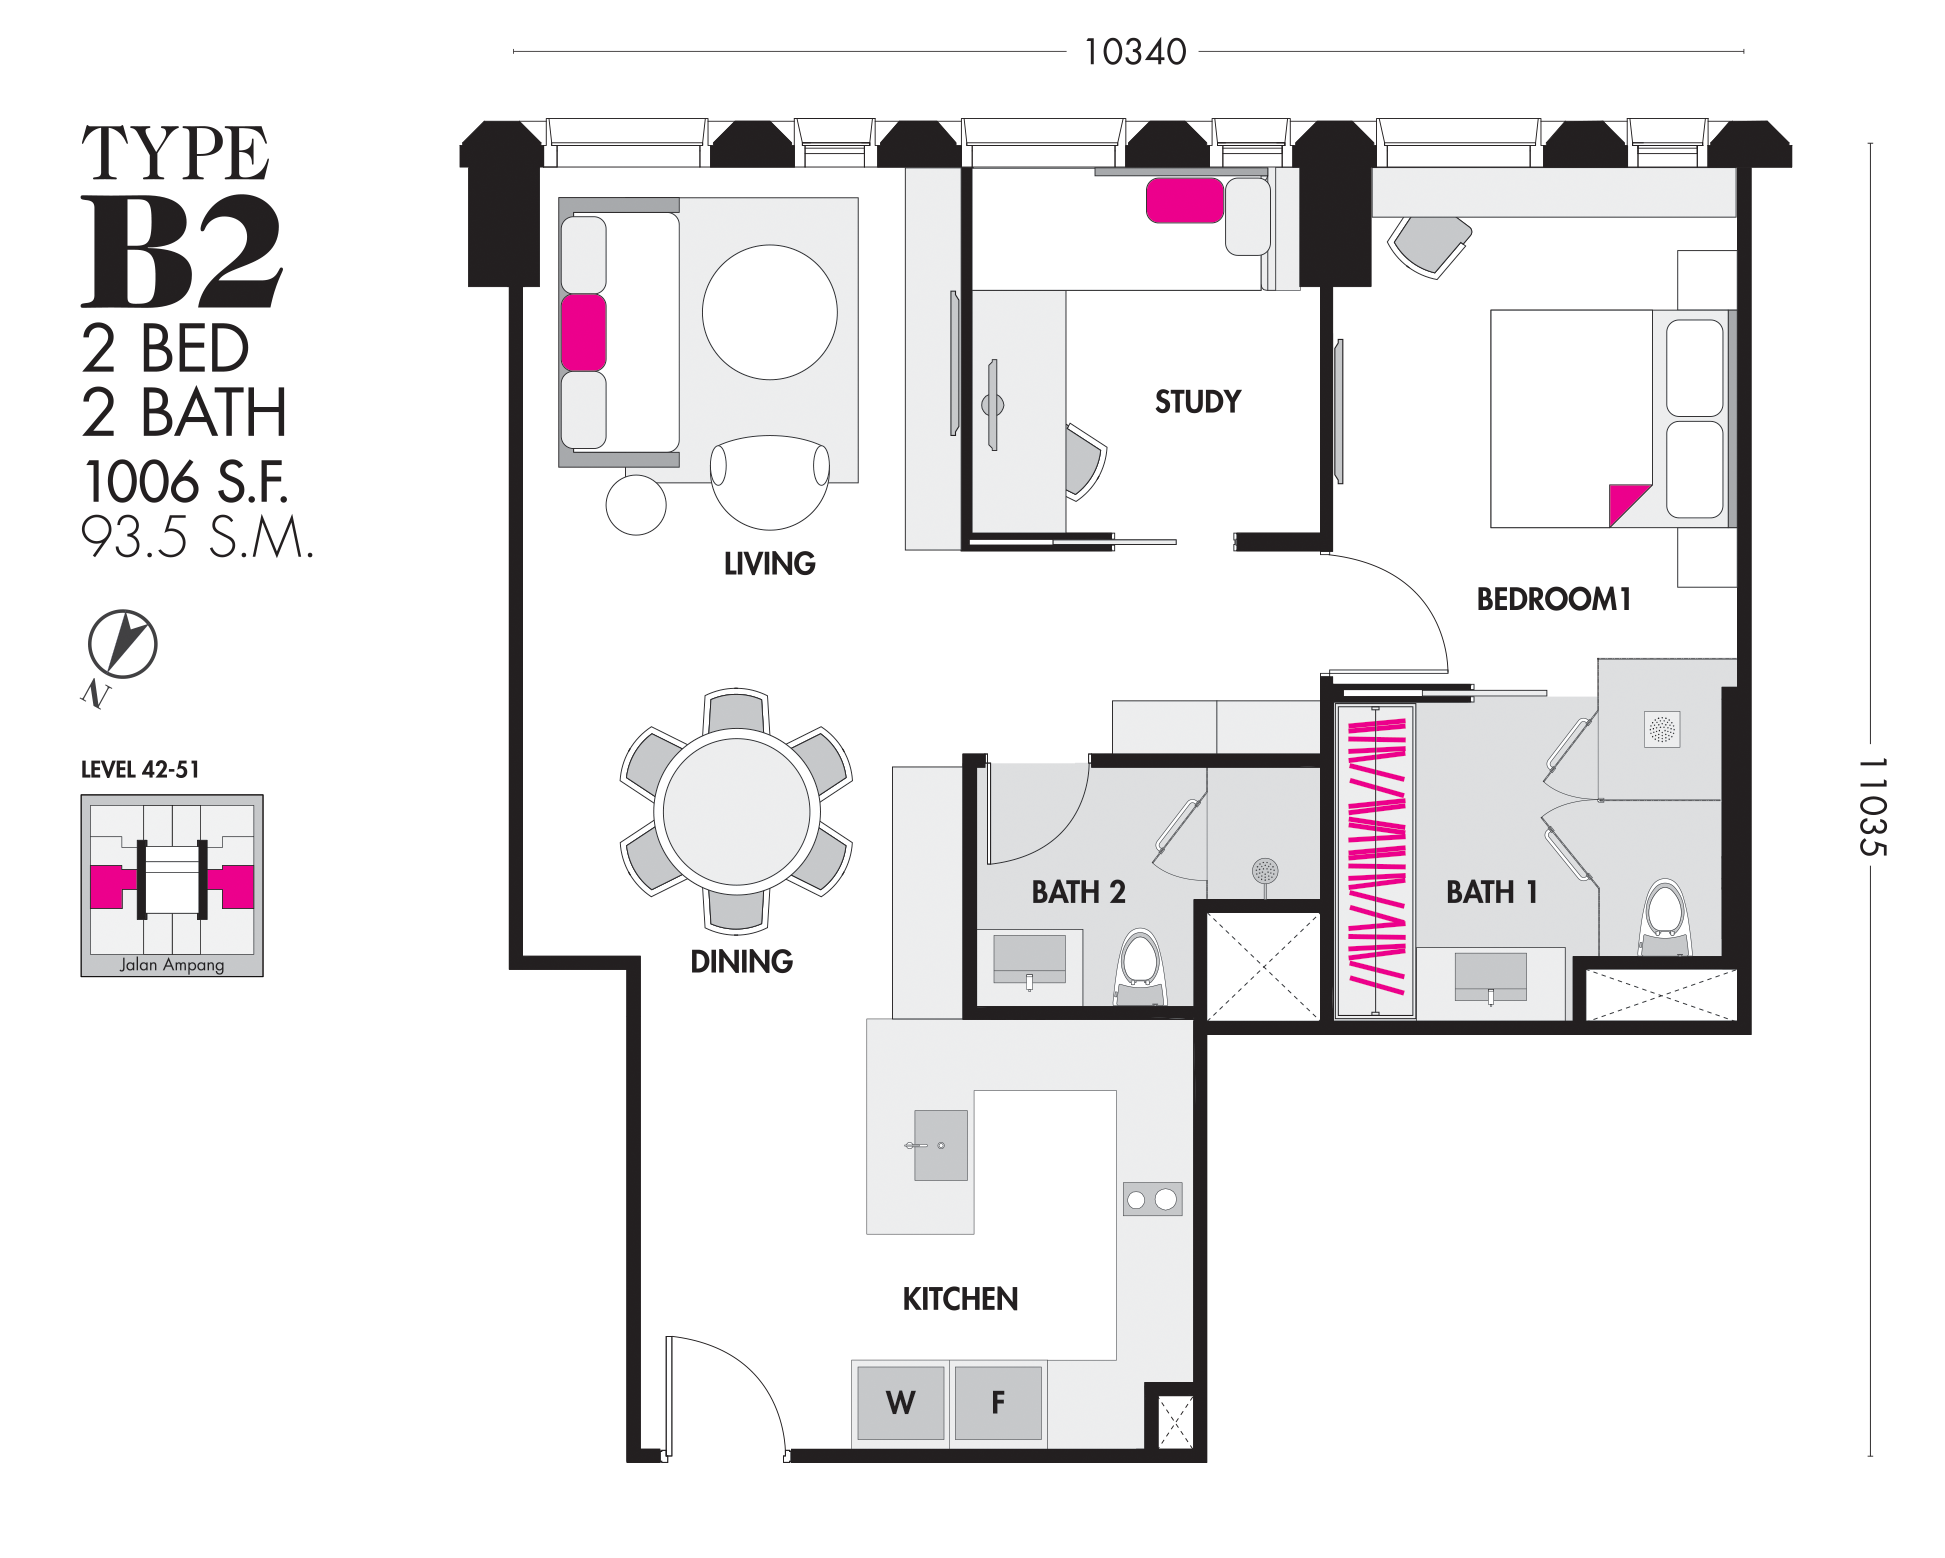 10340
TYPE
B2
2 BED
2 BATH
1006 S.F.
93.5 S.M.
N
LEVEL 42-51
Jalan Ampang
STUDY
LIVING
BEDROOM1
11035
BATH 2
BATH 1
DINING
KITCHEN
W
F